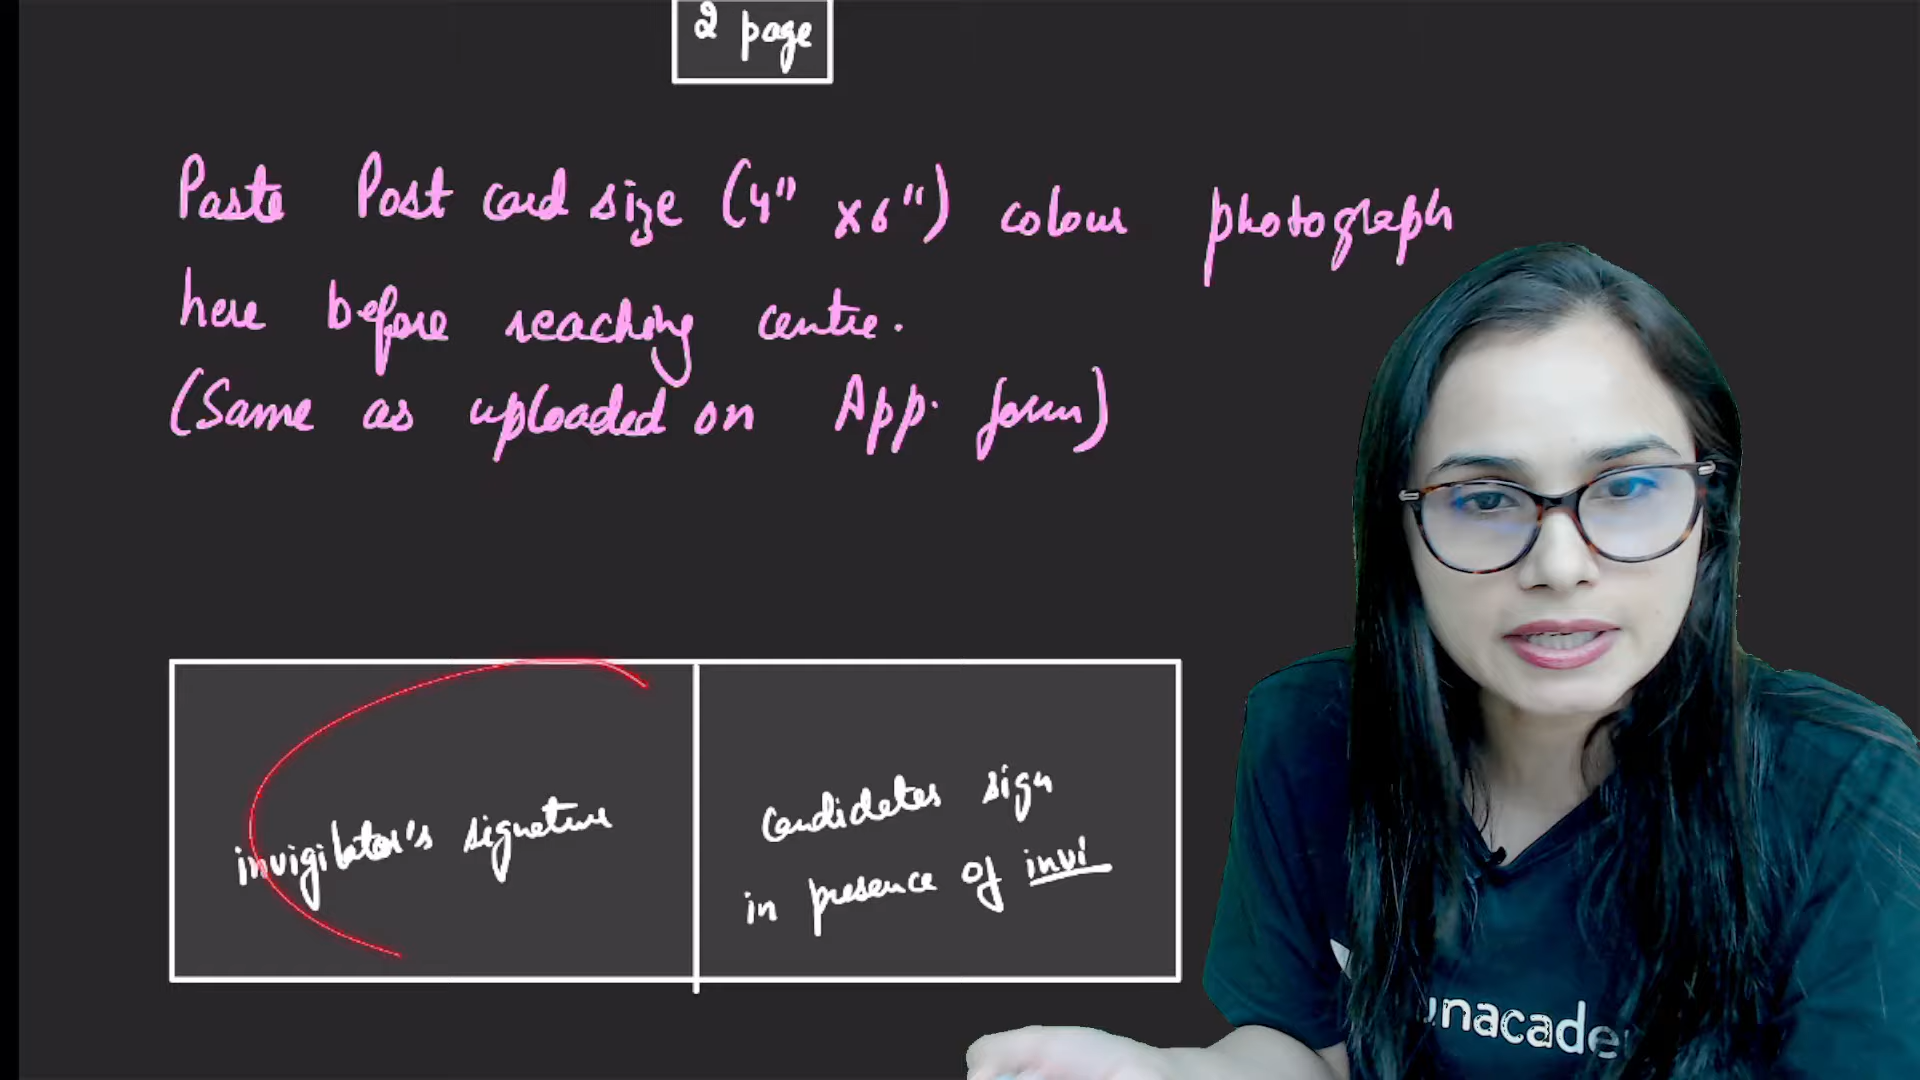 2 page
Paste Post card size (4" x6") colour photograph
here before reaching centre.
(Same as uploaded on App. form)
invigilator's signature
candidates sign
in presence of invi
unacade